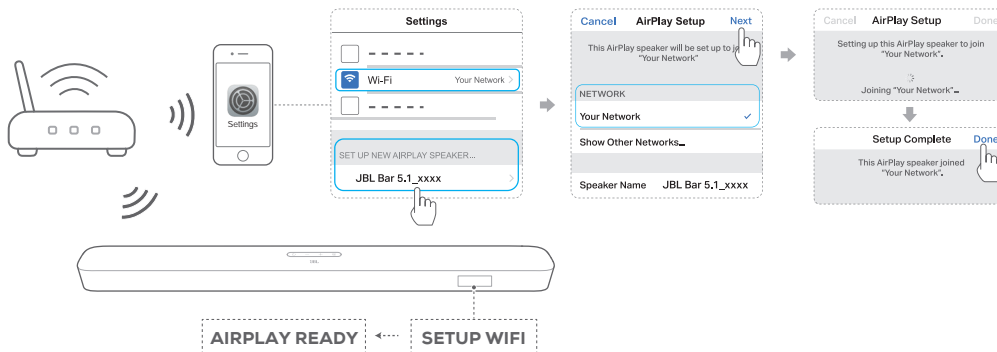 Settings
Wi-Fi Your Network
SET UP NEW AIRPLAY SPEAKER...
JBL Bar 5.1_xxxx
Settings
Cancel AirPlay Setup Next
This AirPlay speaker will be set up to
"Your Network"
NETWORK
Your Network
Show Other Networks...
Speaker Name JBL Bar 5.1_xxxx
Cancel AirPlay Setup Done
Setting up this AirPlay speaker to join
"Your Network".
Joining "Your Network"...
Setup Complete Done
This AirPlay speaker joined
"Your Network".
JBL
AIRPLAY READY SETUP WIFI